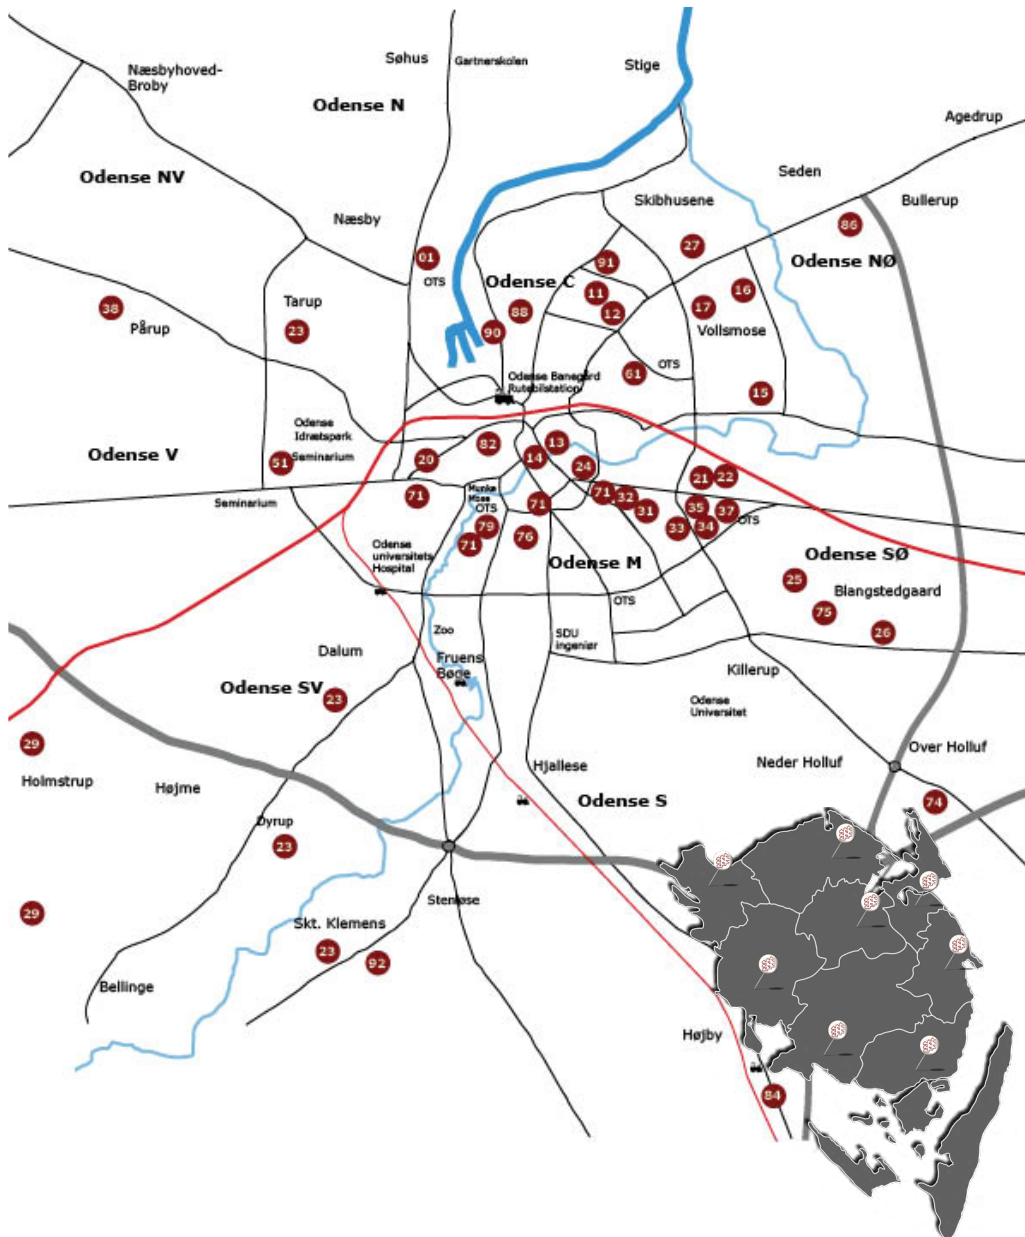 Søhus
Gartnerskolen
Stige
Næsbyhoved-
Broby
Odense N
Agedrup
Odense NV
Seden
Skibhusene
Bullerup
Næsby
86
27
Odense NØ
01
91
OTS
Odense C
16
11
38
Tarup
88
17
12
Pårup
23
90
Vollsmose
61
OTS
Odense Banegård
Rutebilstation
15
Odense
Idrætspark
82
13
Odense V
51
Seminarium
20
14
24
21
22
Seminarium
71
Munke
Mose
OTS
71
71
32
31
35
37
79
76
33
34
OTS
71
Odense
universitets
Hospital
Odense M
Odense SØ
25
Blangstedgaard
OTS
75
Zoo
SDU
ingeniør
26
Dalum
Fruens
Bøde
Killerup
Odense SV
23
Odense
Universitet
29
Over Holluf
Holmstrup
Højme
Hjallese
Neder Holluf
Odense S
74
Dyrup
23
Stenløse
29
Skt. Klemens
23
92
Bellinge
Højby
84